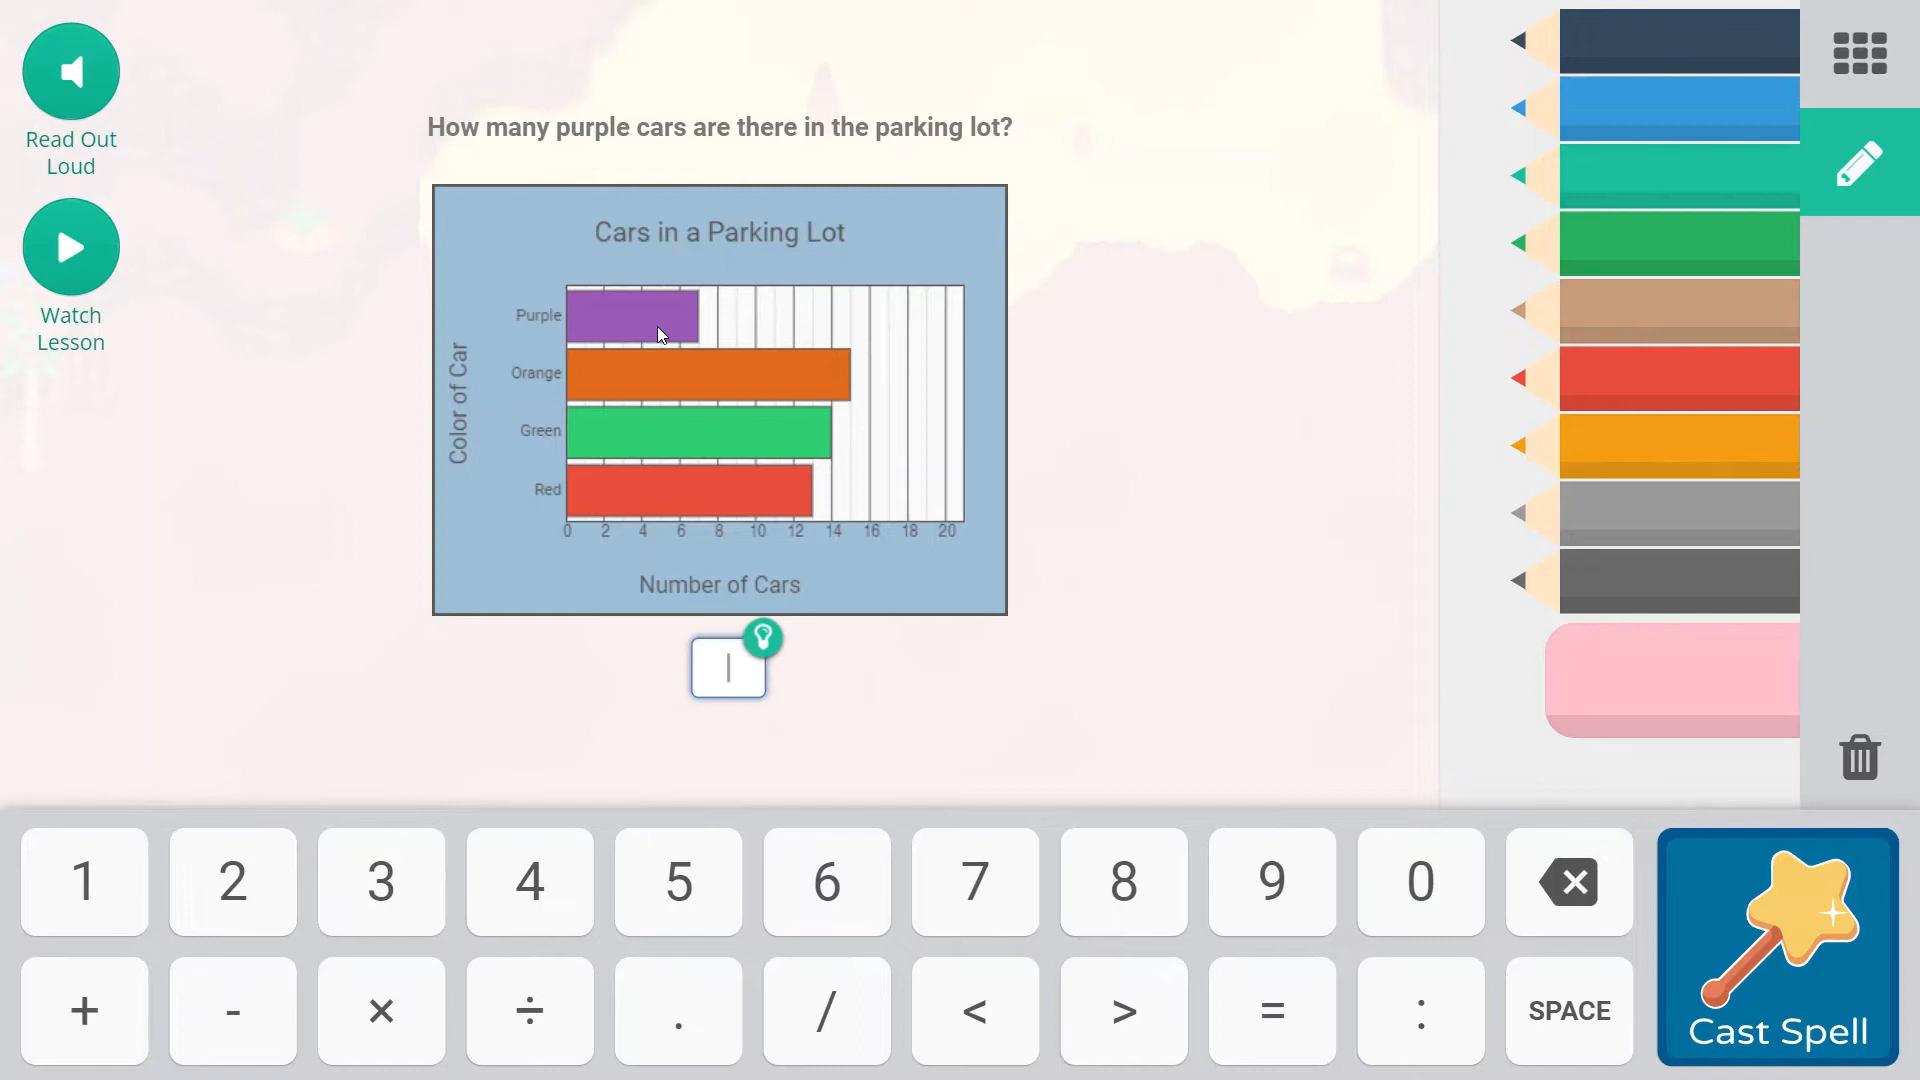 Read Out
Loud
Watch
Lesson
How many purple cars are there in the parking lot?
Cars in a Parking Lot
Color of Car
Purple
Orange
Green
Red
0 2 4 6 8 10 12 14 16 18 20
Number of Cars
1 2 3 4 5 6 7 8 9 0
+ - × ÷ . / < > = : SPACE
Cast Spell